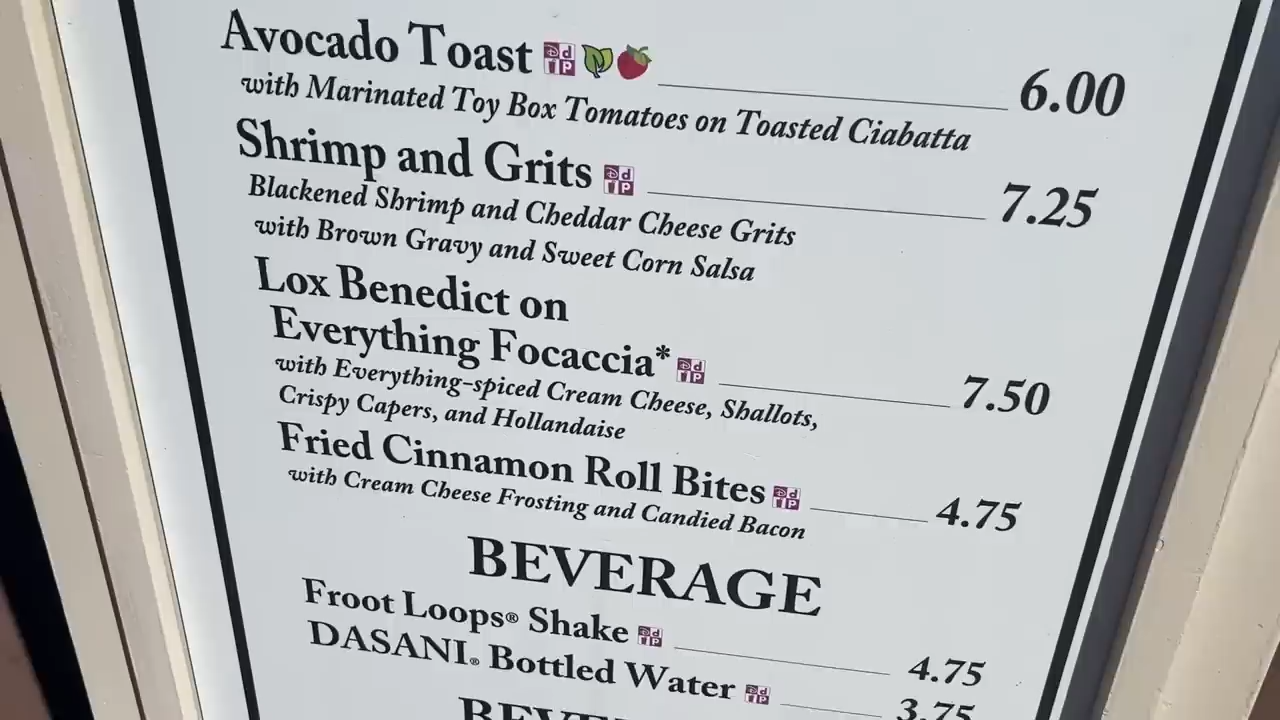 Avocado Toast 6.00
with Marinated Toy Box Tomatoes on Toasted Ciabatta
Shrimp and Grits 7.25
Blackened Shrimp and Cheddar Cheese Grits
with Brown Gravy and Sweet Corn Salsa
Lox Benedict on
Everything Focaccia* 7.50
with Everything-spiced Cream Cheese, Shallots,
Crispy Capers, and Hollandaise
Fried Cinnamon Roll Bites 4.75
with Cream Cheese Frosting and Candied Bacon
BEVERAGE
Froot Loops® Shake 4.75
DASANI® Bottled Water 3.75